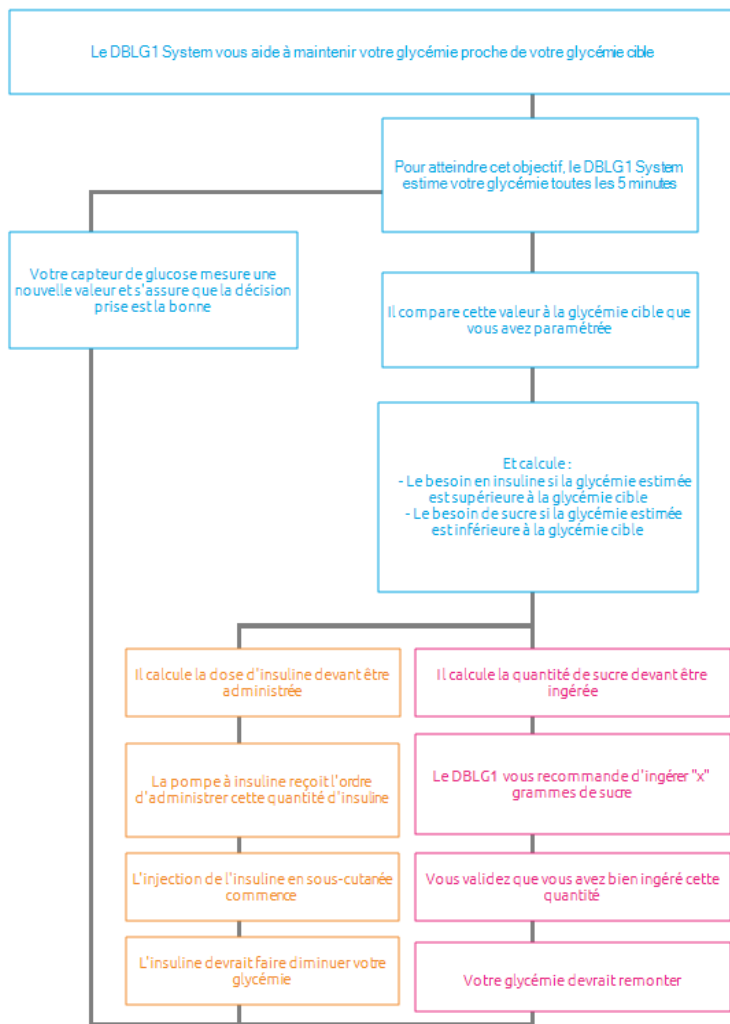 Le DBLG1 System vous aide à maintenir votre glycémie proche de votre glycémie cible
Pour atteindre cet objectif, le DBLG1 System
estime votre glycémie toutes les 5 minutes
Votre capteur de glucose mesure une
nouvelle valeur et s'assure que la décision
prise est la bonne
Il compare cette valeur à la glycémie cible que
vous avez paramétrée
Et calcule :
- Le besoin en insuline si la glycémie estimée
est supérieure à la glycémie cible
- Le besoin de sucre si la glycémie estimée
est inférieure à la glycémie cible
Il calcule la dose d'insuline devant être
administrée
La pompe à insuline reçoit l'ordre
d'administrer cette quantité d'insuline
L'injection de l'insuline en sous-cutanée
commence
L'insuline devrait faire diminuer votre
glycémie
Il calcule la quantité de sucre devant être
ingérée
Le DBLG1 vous recommande d'ingérer "x"
grammes de sucre
Vous validez que vous avez bien ingéré cette
quantité
Votre glycémie devrait remonter